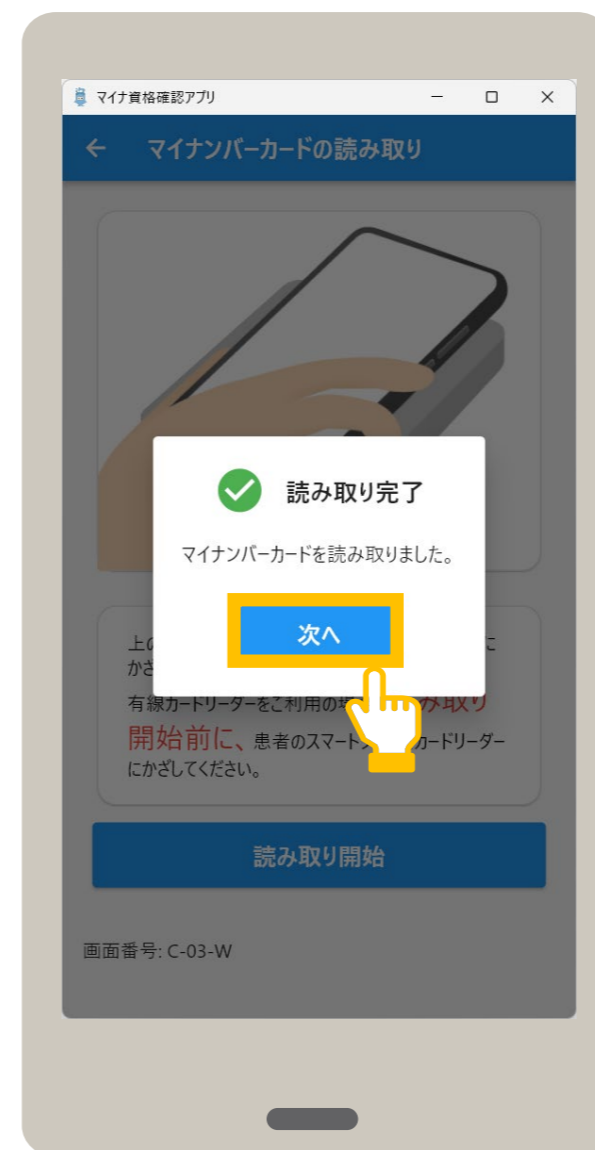 マイナ資格確認アプリ
マイナンバーカードの読み取り
読み取り完了
マイナンバーカードを読み取りました。
次へ
上の
に
かざ
有線カードリーダーをご利用の場
み取り
開始前に、患者のスマート
カードリーダー
にかざしてください。
読み取り開始
画面番号: C-03-W